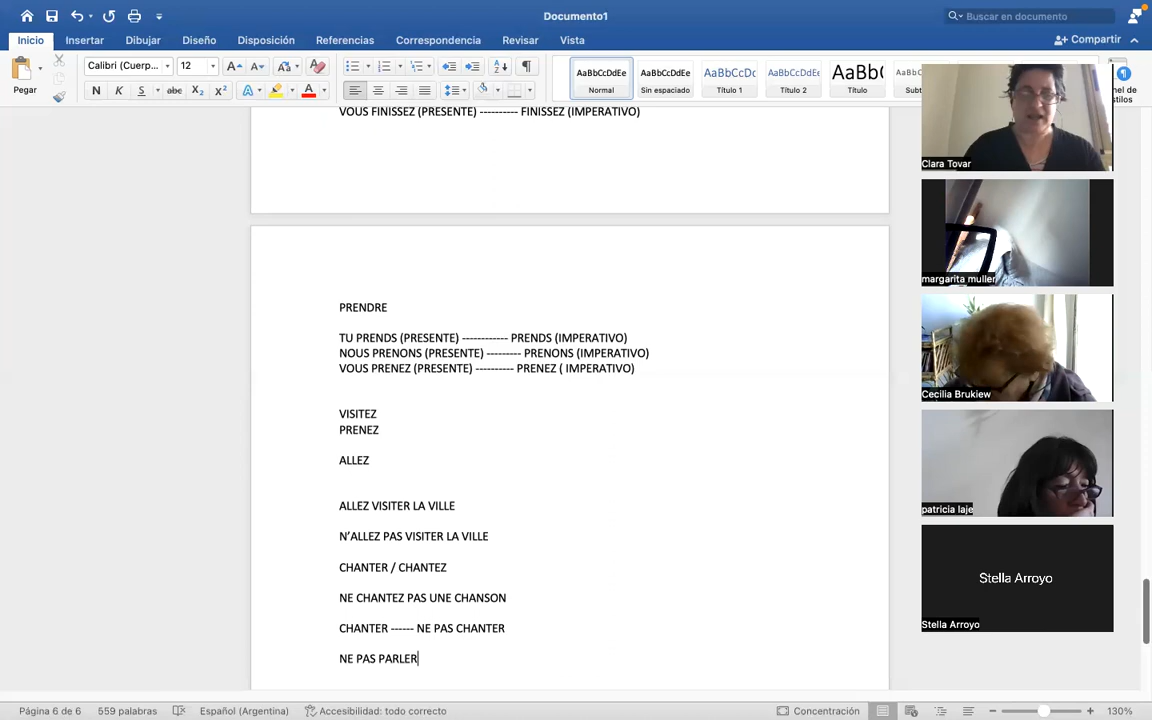 Documento1
Buscar en documento
Inicio Insertar Dibujar Diseño Disposición Referencias Correspondencia Revisar Vista
Compartir
Pegar
Calibri (Cuerp... 12
N K S abc X₂ X²
AaBbCcDdEe AaBbCcDdEe AaBbCcDc AaBbCcDdEe AaBbC
Normal Sin espaciado Título 1 Título 2 Título
VOUS FINISSEZ (PRESENTE) ---------- FINISSEZ (IMPERATIVO)
PRENDRE
TU PRENDS (PRESENTE) ------------ PRENDS (IMPERATIVO)
NOUS PRENONS (PRESENTE) --------- PRENONS (IMPERATIVO)
VOUS PRENEZ (PRESENTE) ---------- PRENEZ ( IMPERATIVO)
VISITEZ
PRENEZ
ALLEZ
ALLEZ VISITER LA VILLE
N'ALLEZ PAS VISITER LA VILLE
CHANTER / CHANTEZ
NE CHANTEZ PAS UNE CHANSON
CHANTER ------ NE PAS CHANTER
NE PAS PARLER
Clara Tovar
margarita muller
Cecilia Brukiew
patricia laje
Stella Arroyo
Stella Arroyo
Página 6 de 6 559 palabras Español (Argentina) Accesibilidad: todo correcto Concentración 130%